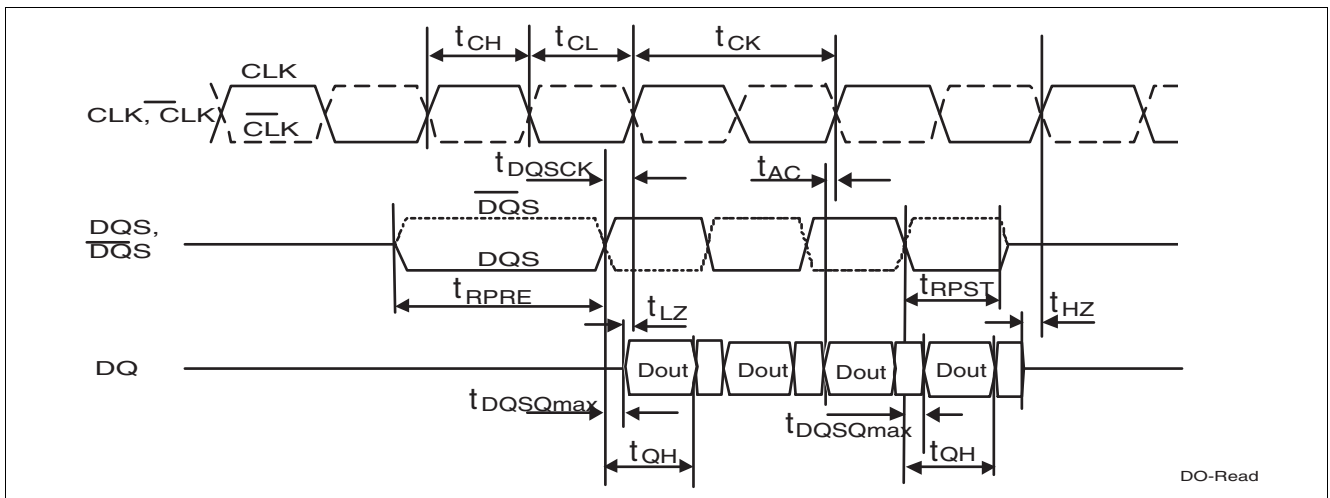 tCH tCL tCK
CLK
CLK, CLK
CLK
tDQSCK tAC
DQS
DQS,
DQS
DQS
tRPRE tLZ tRPST tHZ
DQ Dout Dout Dout Dout
tDQSQmax tDQSQmax
tQH tQH
DO-Read